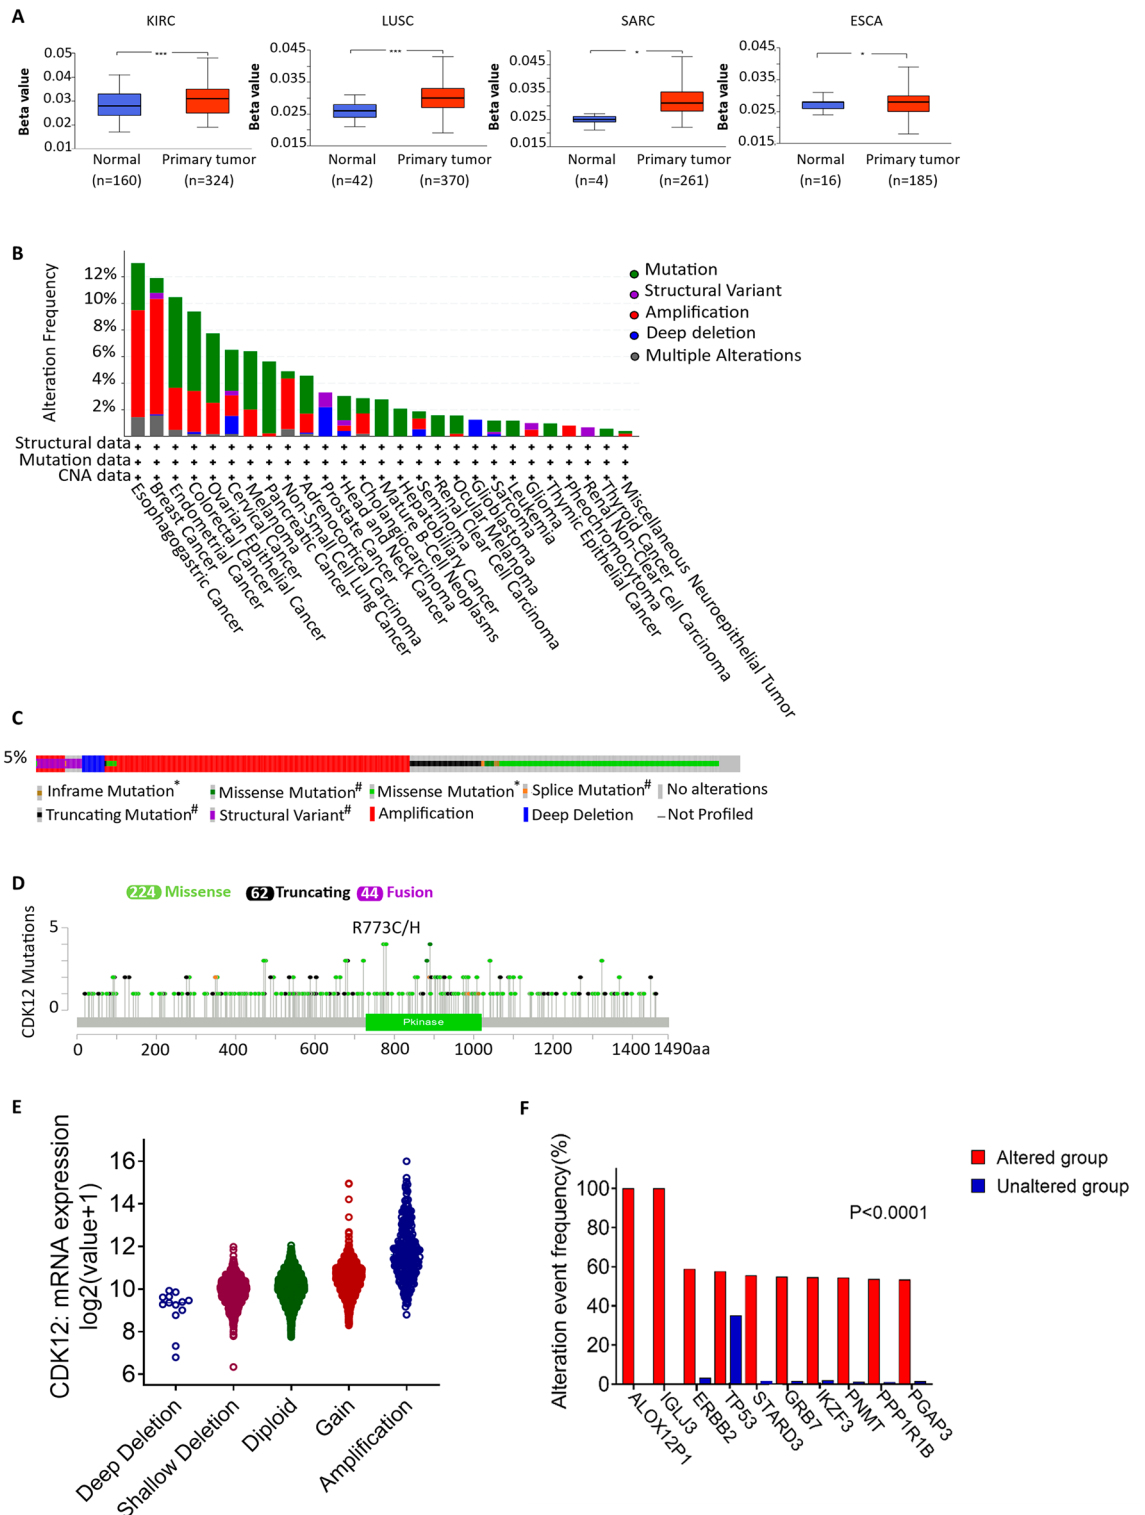 A
KIRC
LUSC
SARC
ESCA
Beta value
0.05
0.04
0.03
0.02
0.01
***
Normal
(n=160)
Primary tumor
(n=324)
Beta value
0.045
0.035
0.025
0.015
***
Normal
(n=42)
Primary tumor
(n=370)
Beta value
0.045
0.035
0.025
0.015
*
Normal
(n=4)
Primary tumor
(n=261)
Beta value
0.045
0.035
0.025
0.015
*
Normal
(n=16)
Primary tumor
(n=185)
B
Alteration Frequency
12%
10%
8%
6%
4%
2%
Mutation
Structural Variant
Amplification
Deep deletion
Multiple Alterations
Structural data + + + + + + + + + + + + + + + + + + + + + + + + + + +
Mutation data + + + + + + + + + + + + + + + + + + + + + + + + + + +
CNA data + + + + + + + + + + + + + + + + + + + + + + + + + + +
Esophagogastric Cancer
Breast Cancer
Endometrial Cancer
Colorectal Cancer
Ovarian Epithelial Cancer
Cervical Cancer
Melanoma
Pancreatic Cancer
Non-Small Cell Lung Cancer
Adrenocortical Carcinoma
Prostate Cancer
Head and Neck Cancer
Cholangiocarcinoma
Mature B-Cell Neoplasms
Hepatobiliary Cancer
Seminoma
Renal Clear Cell Carcinoma
Ocular Melanoma
Glioblastoma
Sarcoma
Leukemia
Glioma
Thymic Epithelial Cancer
Pheochromocytoma
Renal Non-Clear Cell Carcinoma
Thyroid Cancer
Miscellaneous Neuroepithelial Tumor
C
5%
Inframe Mutation*
Missense Mutation#
Missense Mutation*
Splice Mutation#
No alterations
Truncating Mutation#
Structural Variant#
Amplification
Deep Deletion
Not Profiled
D
224 Missense
62 Truncating
44 Fusion
R773C/H
CDK12 Mutations
5
0
Pkinase
0 200 400 600 800 1000 1200 1400 1490aa
E
CDK12: mRNA expression
log2(value+1)
16
14
12
10
8
6
Deep Deletion
Shallow Deletion
Diploid
Gain
Amplification
F
Alteration event frequency(%)
100
80
60
40
20
0
Altered group
Unaltered group
P<0.0001
ALOX12P1
IGLJ3
ERBB2
TP53
STARD3
GRB7
IKZF3
PNMT
PPP1R1B
PGAP3